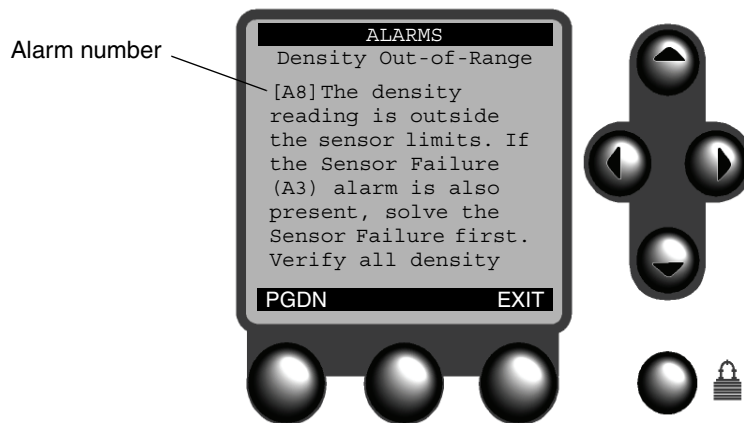 Alarm number
ALARMS
Density Out-of-Range
[A8]The density
reading is outside
the sensor limits. If
the Sensor Failure
(A3) alarm is also
present, solve the
Sensor Failure first.
Verify all density
PGDN EXIT